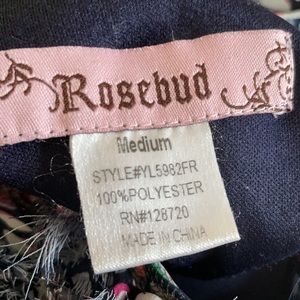 Rosebud
Medium
STYLE#YL5982FR
100%POLYESTER
RN#128720
MADE IN CHINA